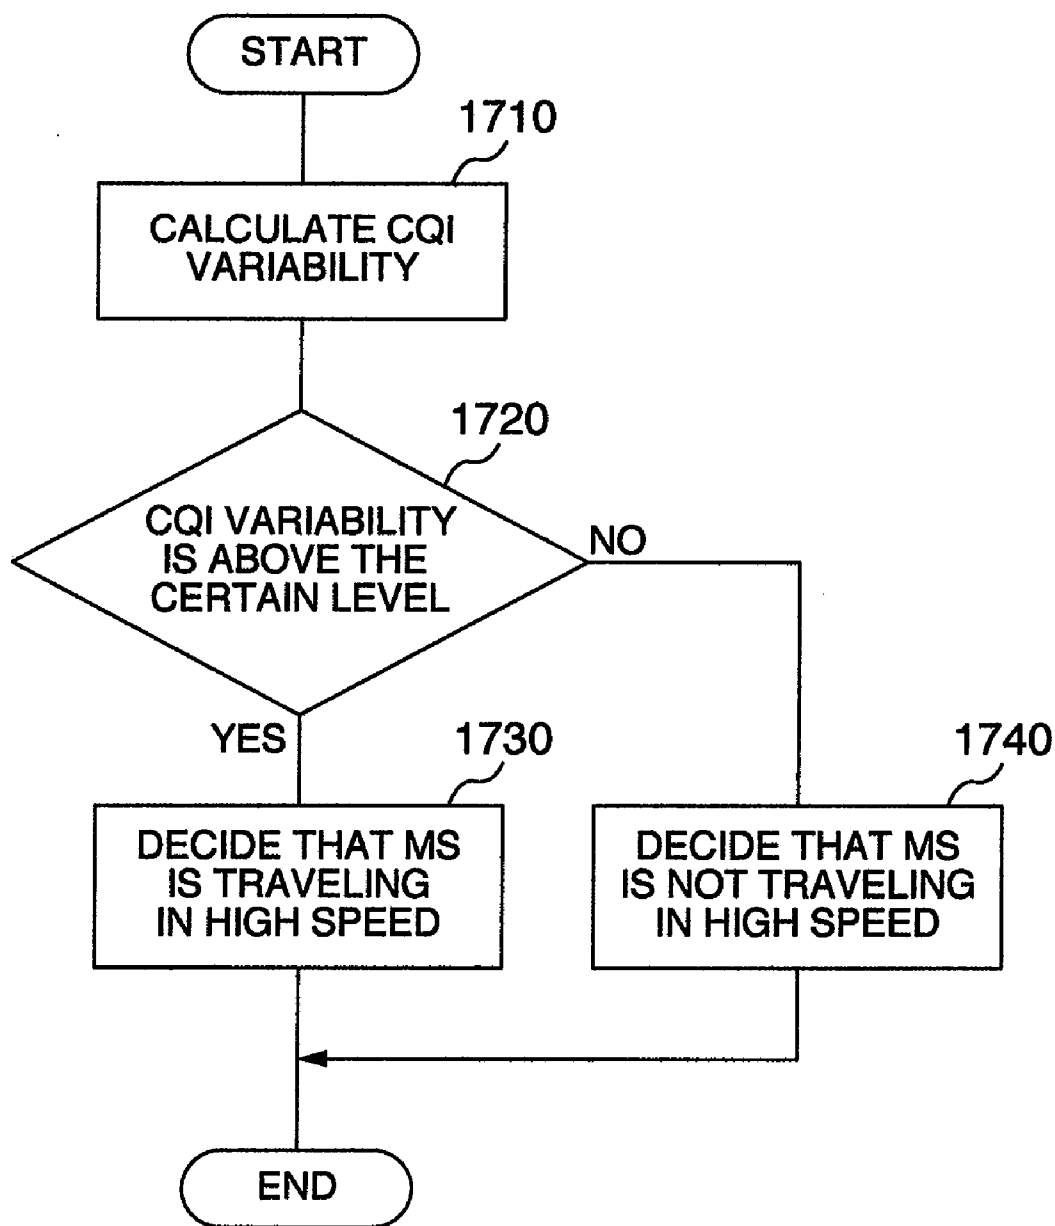 START
1710
CALCULATE CQI
VARIABILITY
1720
CQI VARIABILITY
IS ABOVE THE
CERTAIN LEVEL
NO
YES
1730
DECIDE THAT MS
IS TRAVELING
IN HIGH SPEED
1740
DECIDE THAT MS
IS NOT TRAVELING
IN HIGH SPEED
END